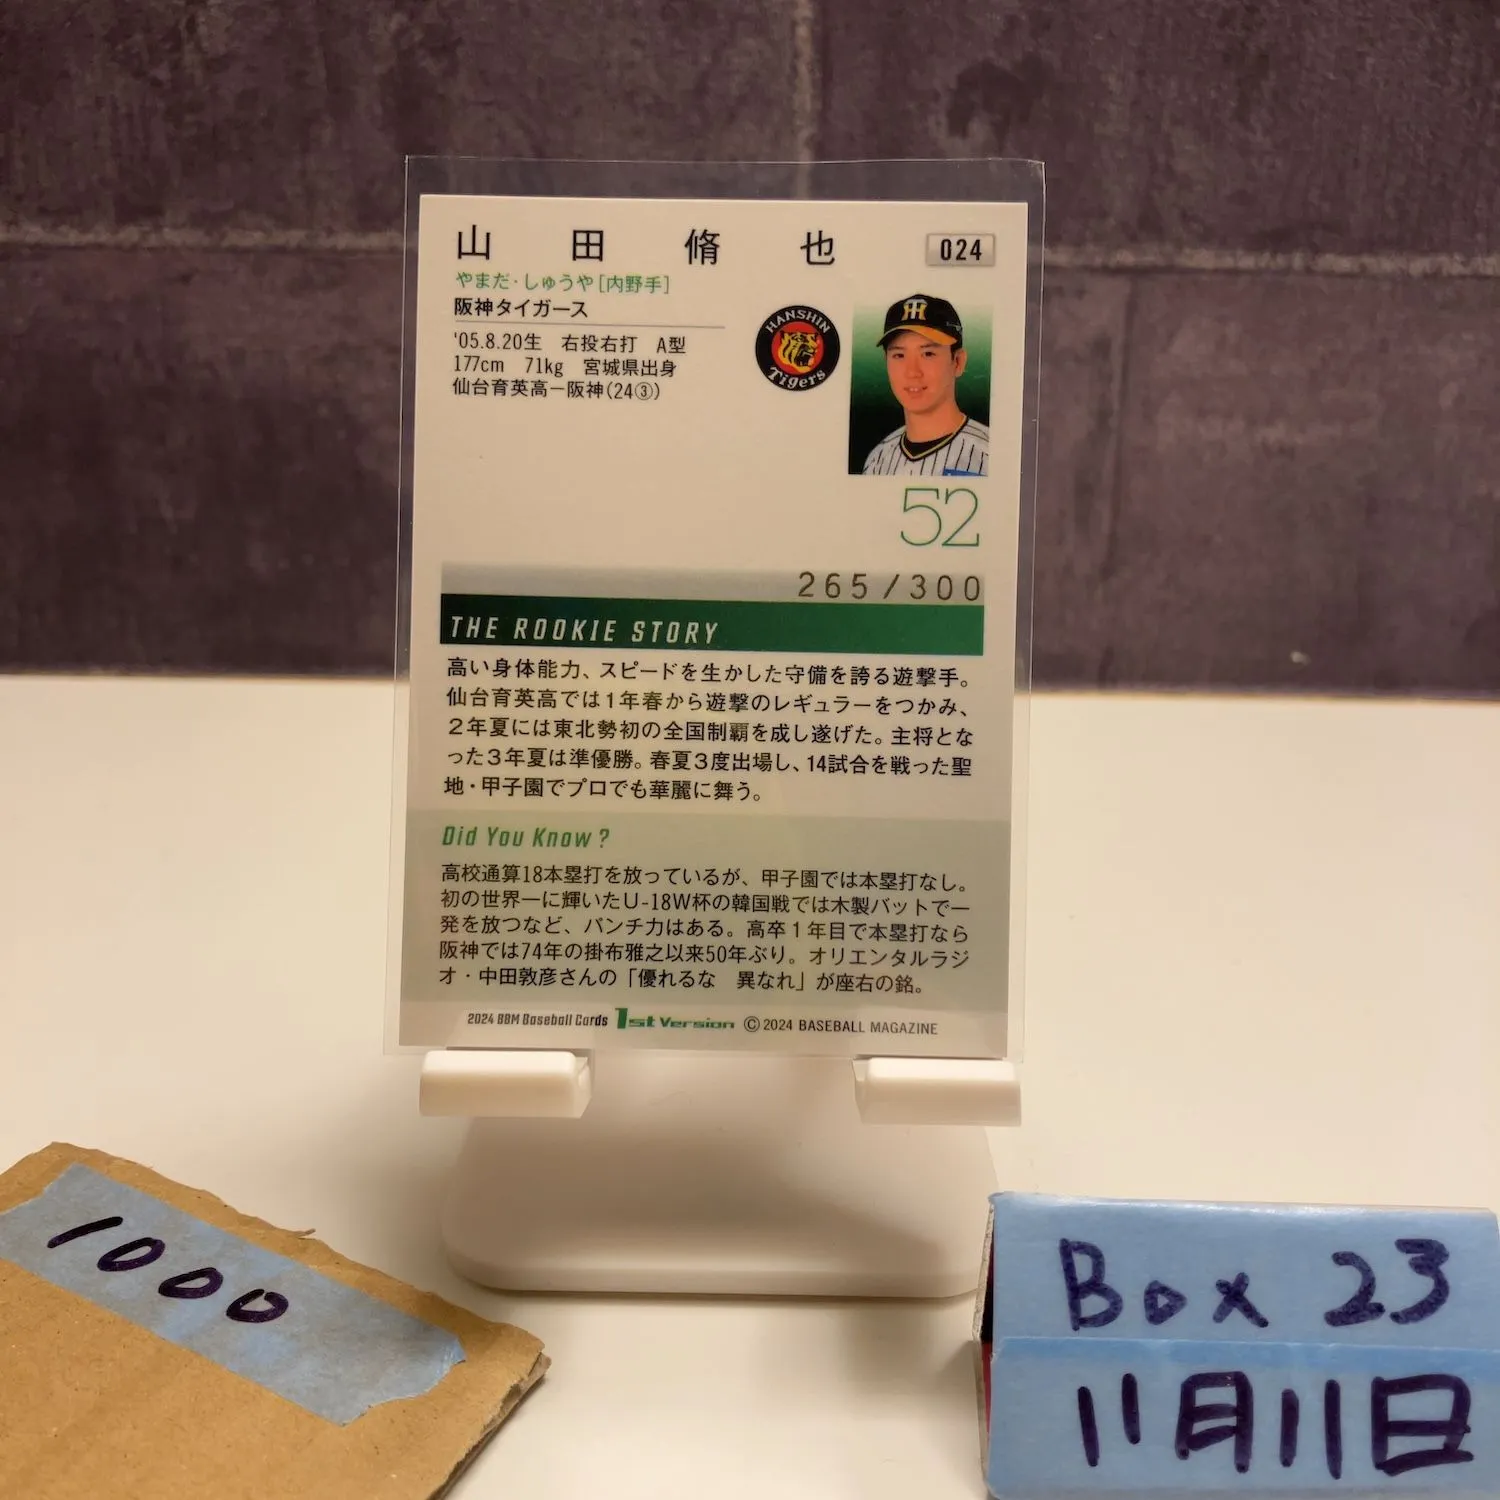 山田脩也
024
やまだ・しゅうや[内野手]
阪神タイガース
'05.8.20生 右投右打 A型
177cm 71kg 宮城県出身
仙台育英高ー阪神(24③)
HANSHIN
Tigers
52
265/300
THE ROOKIE STORY
高い身体能力、スピードを生かした守備を誇る遊撃手。
仙台育英高では1年春から遊撃のレギュラーをつかみ、
2年夏には東北勢初の全国制覇を成し遂げた。主将とな
った3年夏は準優勝。春夏3度出場し、14試合を戦った聖
地・甲子園でプロでも華麗に舞う。
Did You Know?
高校通算18本塁打を放っているが、甲子園では本塁打なし。
初の世界一に輝いたU-18W杯の韓国戦では木製バットで一
発を放つなど、パンチ力はある。高卒1年目で本塁打なら
阪神では74年の掛布雅之以来50年ぶり。オリエンタルラジ
オ・中田敦彦さんの「優れるな 異なれ」が座右の銘。
2024 BBM Baseball Cards 1st Version ©2024 BASEBALL MAGAZINE
1000
Box 23
11月11日